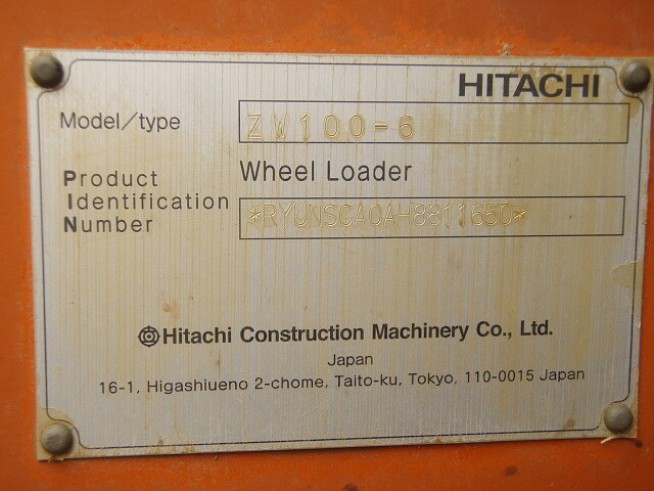 HITACHI
Model/type ZW100-6
Product Wheel Loader
Identification
Number
Hitachi Construction Machinery Co., Ltd.
Japan
16-1, Higashiueno 2-chome, Taito-ku, Tokyo, 110-0015 Japan